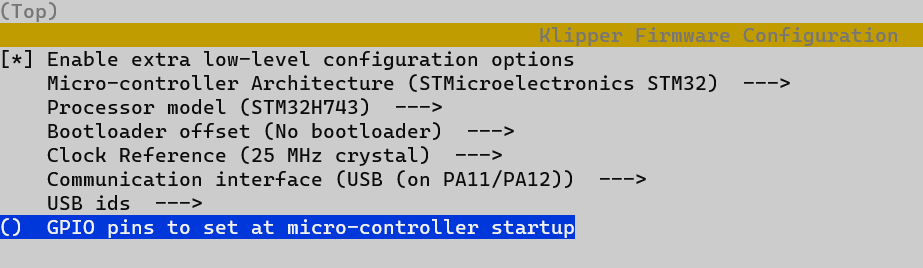 (Top)
Klipper Firmware Configuration
[*] Enable extra low-level configuration options
Micro-controller Architecture (STMicroelectronics STM32)  --->
Processor model (STM32H743)  --->
Bootloader offset (No bootloader)  --->
Clock Reference (25 MHz crystal)  --->
Communication interface (USB (on PA11/PA12))  --->
USB ids  --->
()  GPIO pins to set at micro-controller startup